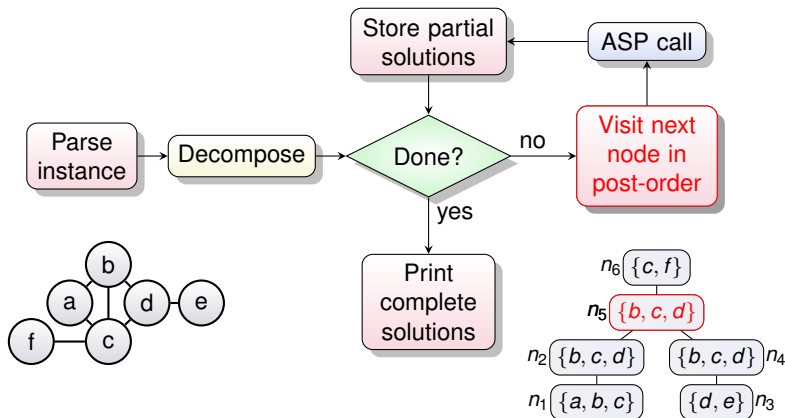 Store partial
solutions
ASP call
Parse
instance
Decompose
Done?
no
Visit next
node in
post-order
yes
Print
complete
solutions
b
a
d
e
f
c
n6 {c, f}
n5 {b, c, d}
n2 {b, c, d}
{b, c, d} n4
n1 {a, b, c}
{d, e} n3